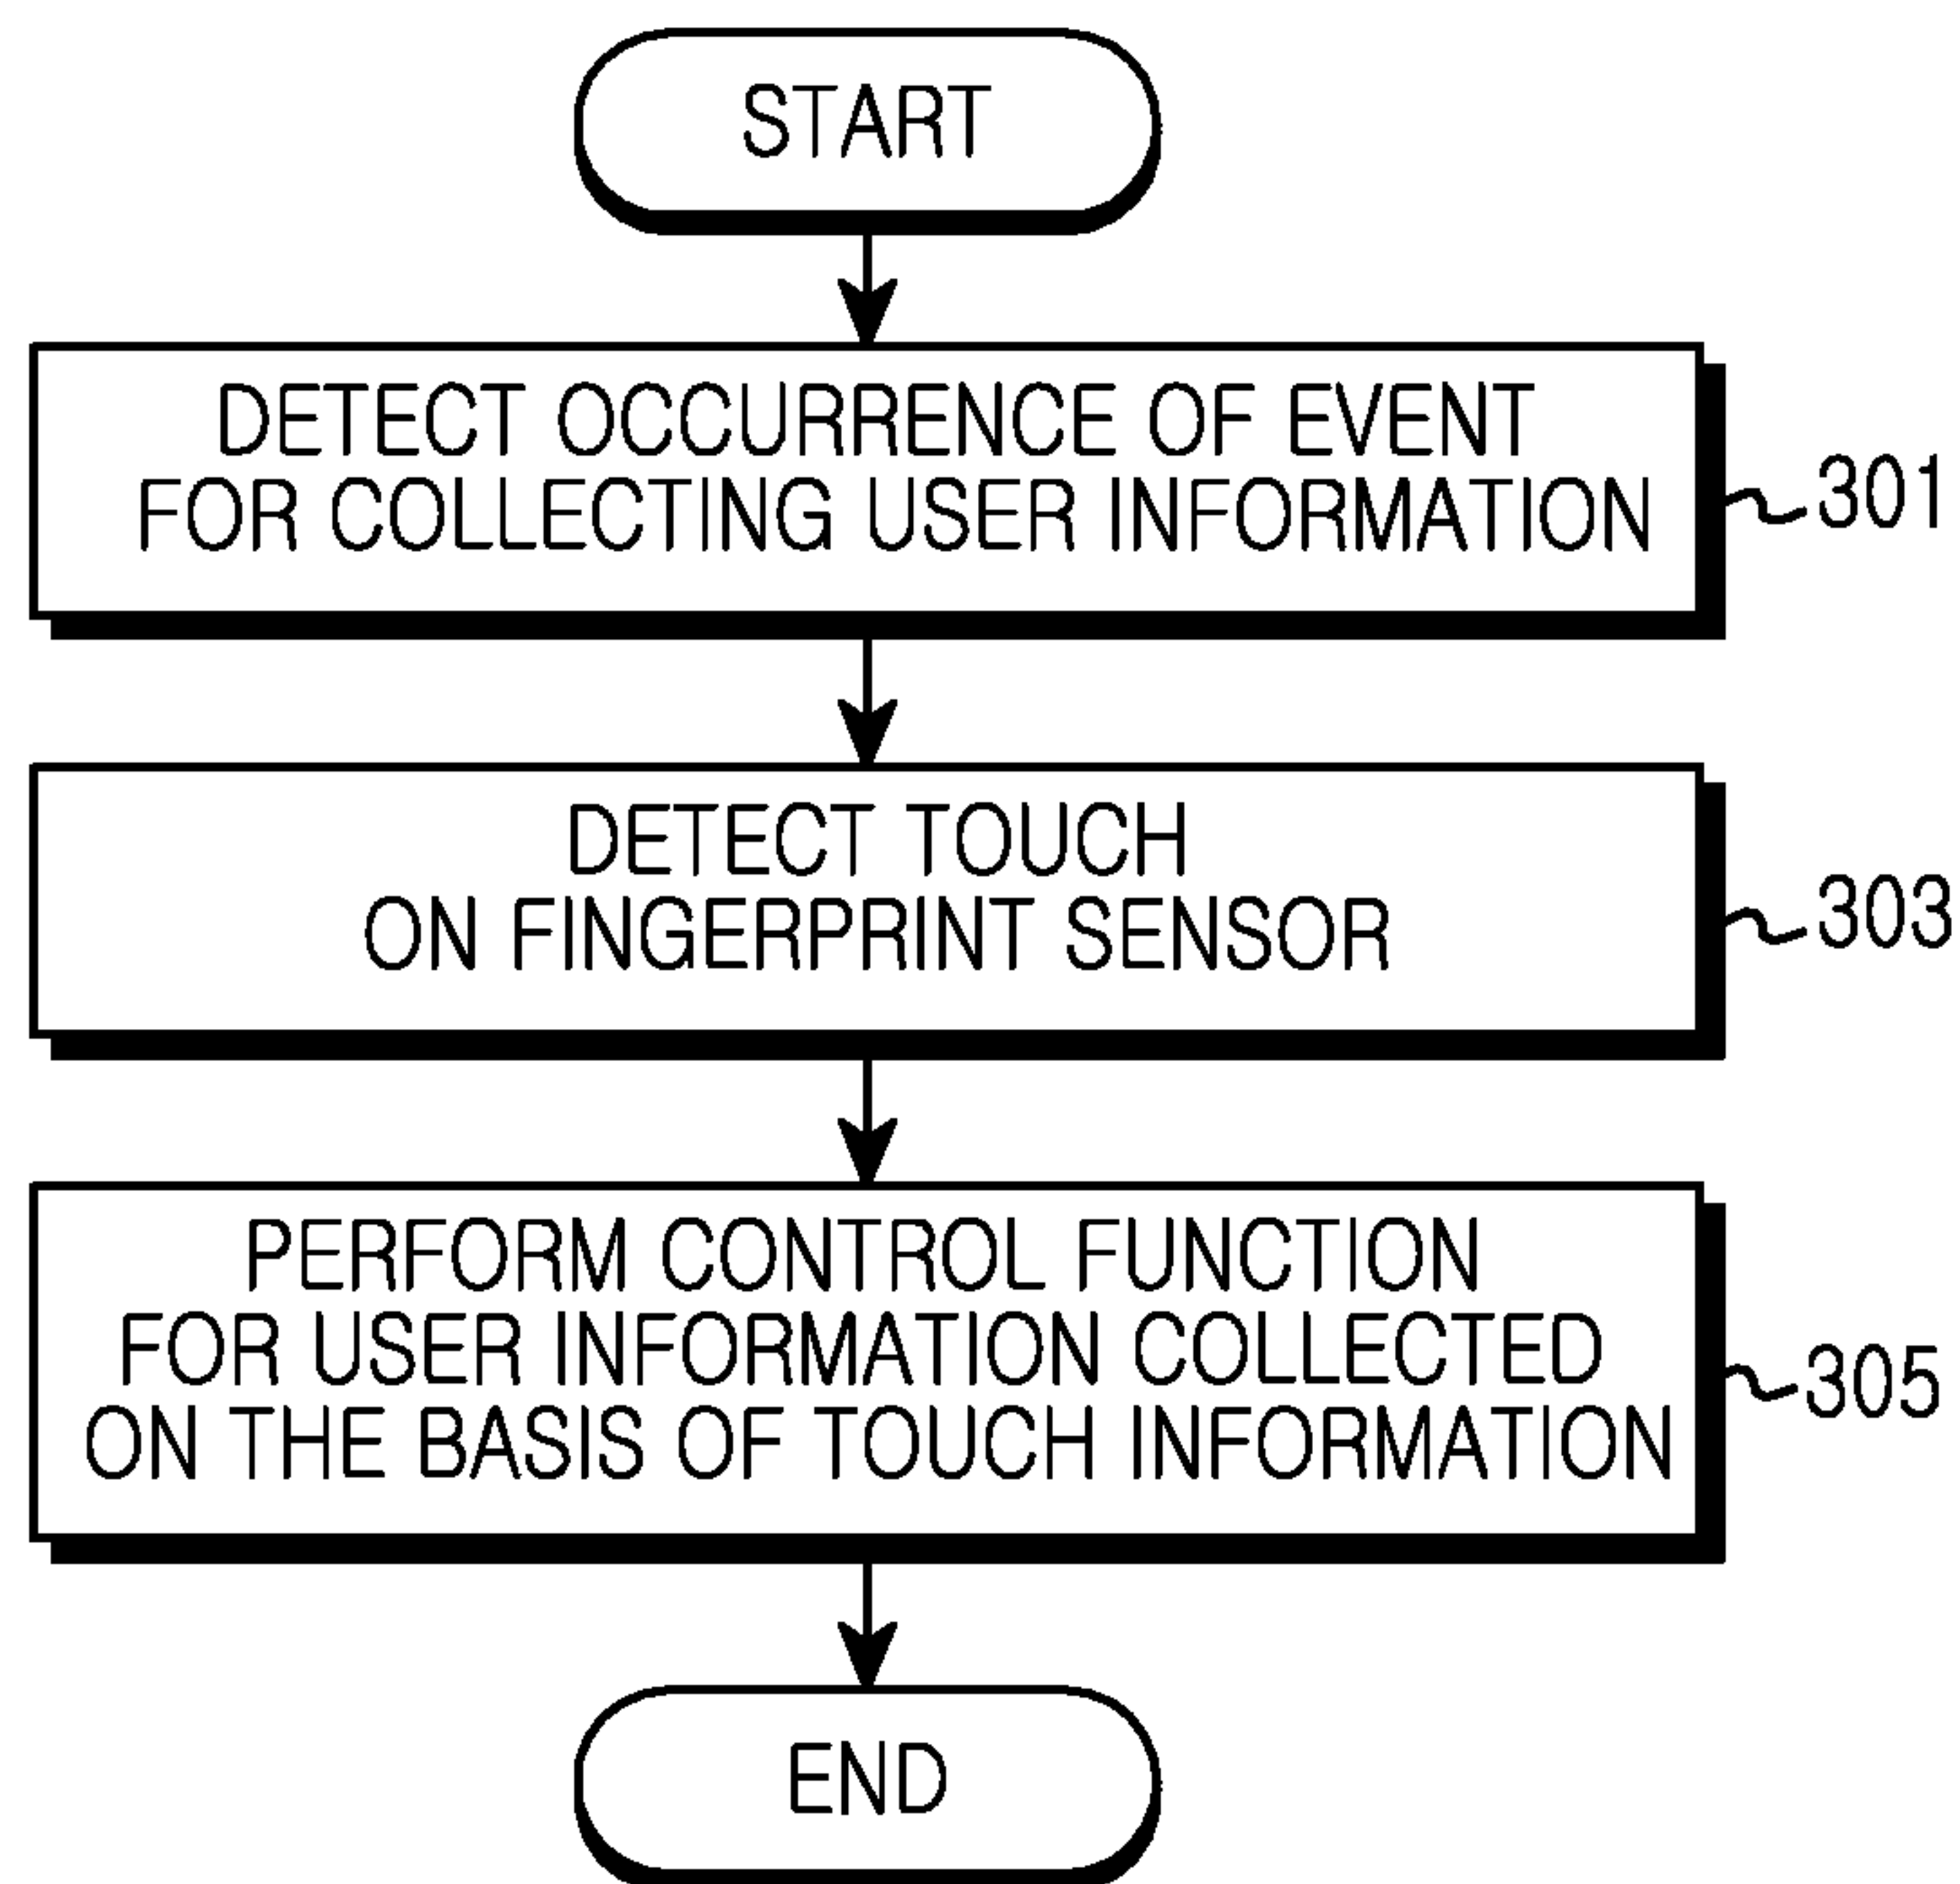 START
DETECT OCCURRENCE OF EVENT
FOR COLLECTING USER INFORMATION
301
DETECT TOUCH
ON FINGERPRINT SENSOR
303
PERFORM CONTROL FUNCTION
FOR USER INFORMATION COLLECTED
ON THE BASIS OF TOUCH INFORMATION
305
END